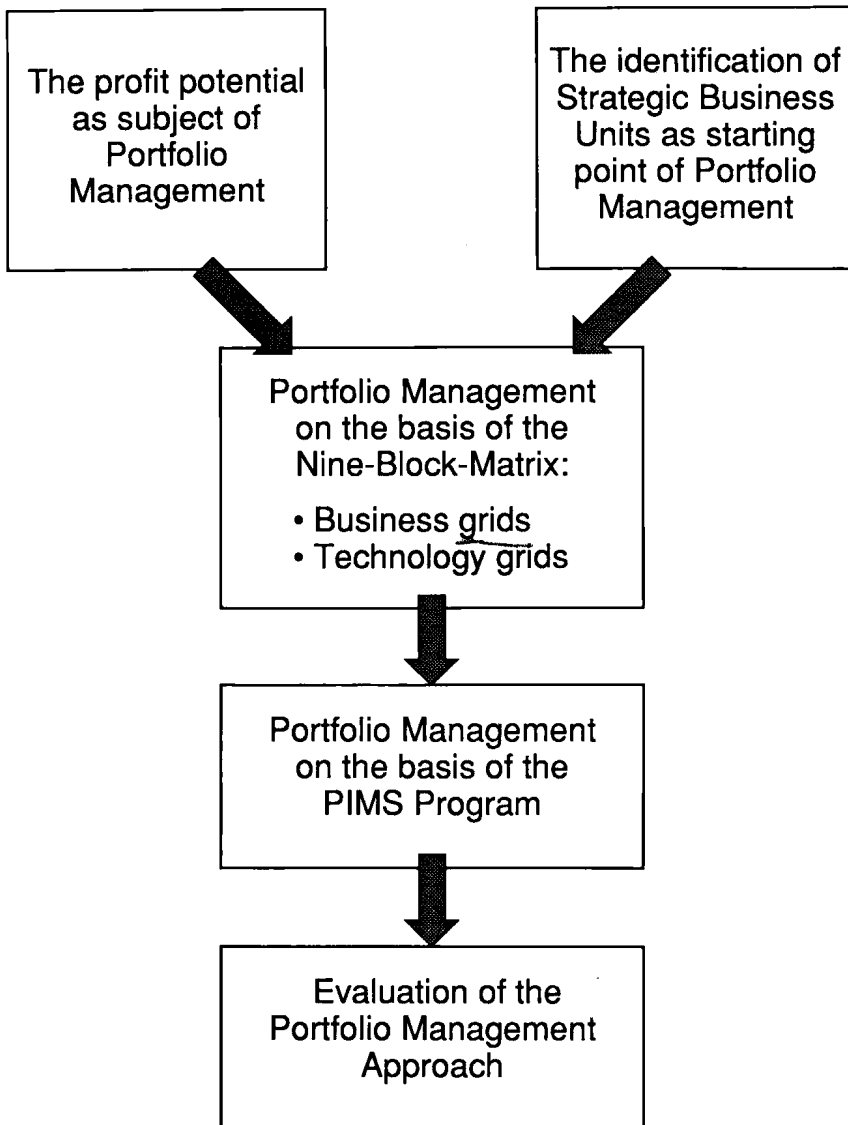 The profit potential
as subject of
Portfolio
Management
The identification of
Strategic Business
Units as starting
point of Portfolio
Management
Portfolio Management
on the basis of the
Nine-Block-Matrix:
• Business grids
• Technology grids
Portfolio Management
on the basis of the
PIMS Program
Evaluation of the
Portfolio Management
Approach